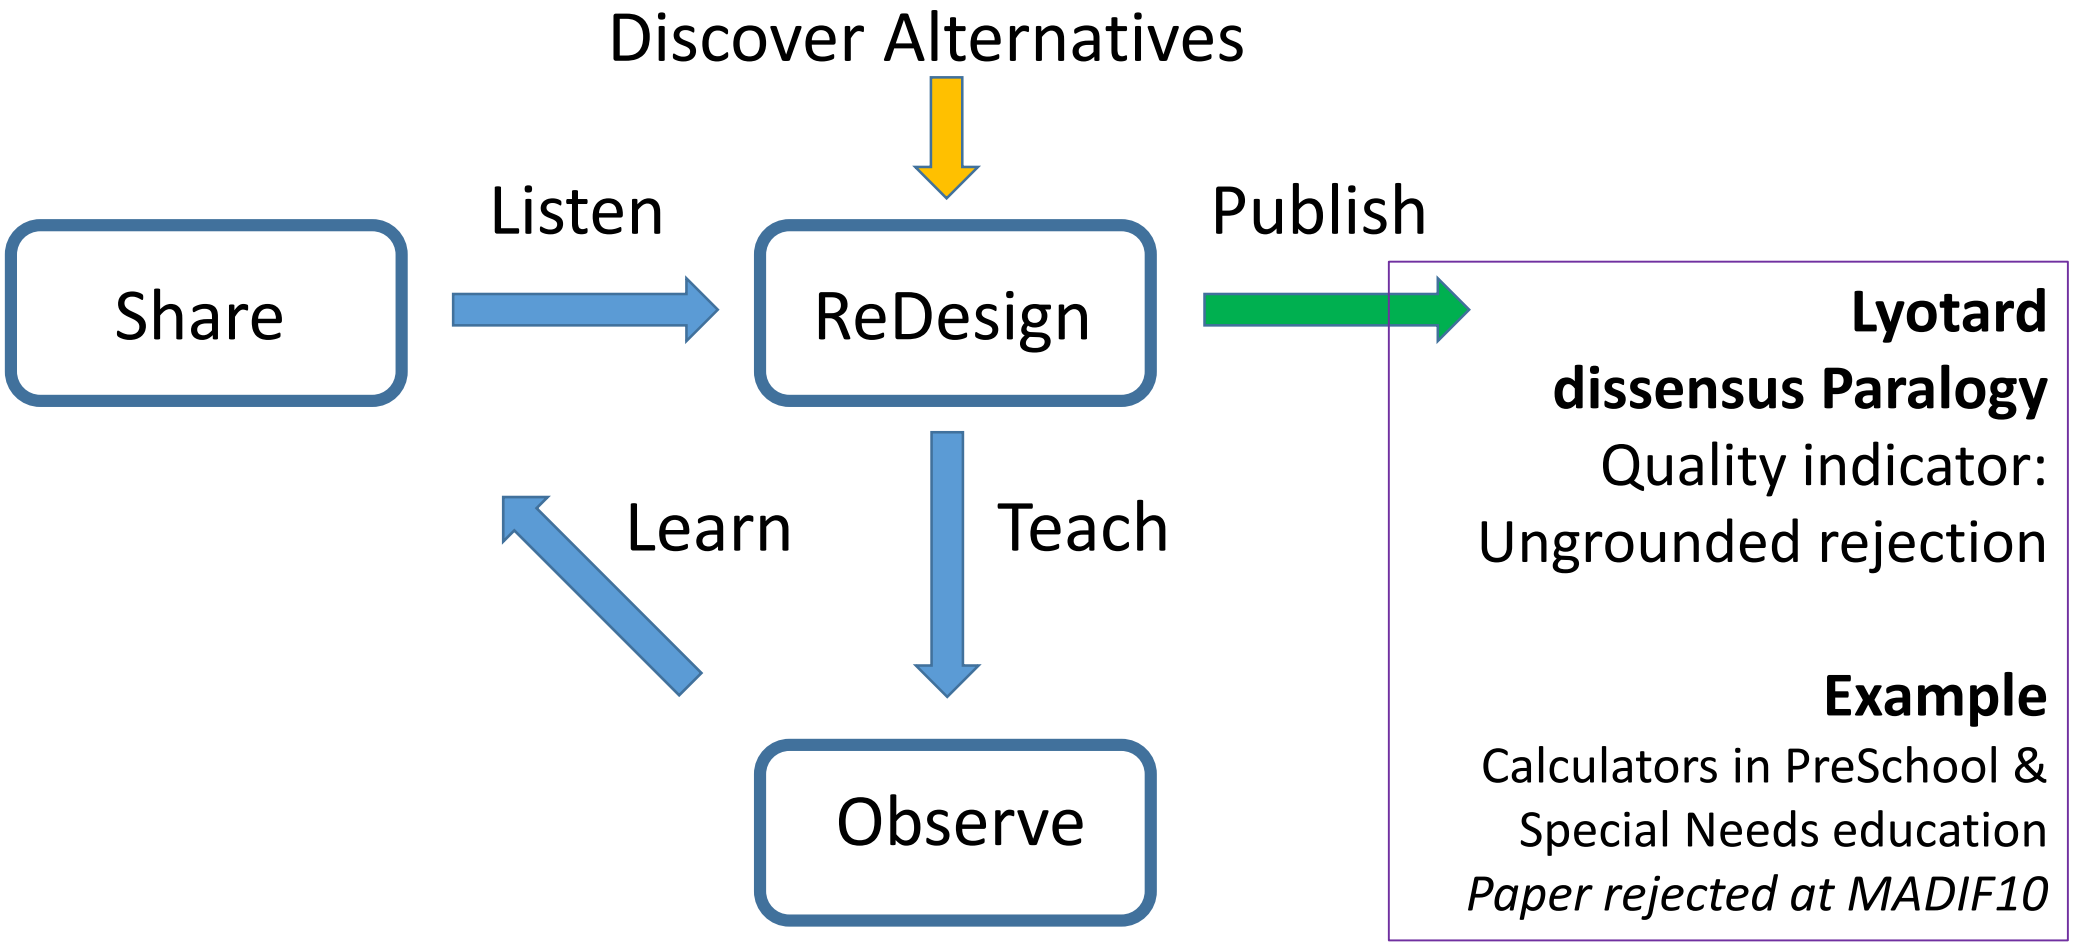 Discover Alternatives
Listen
Publish
Share
ReDesign
Learn
Teach
Observe
Lyotard
dissensus Paralogy
Quality indicator:
Ungrounded rejection
Example
Calculators in PreSchool &
Special Needs education
Paper rejected at MADIF10